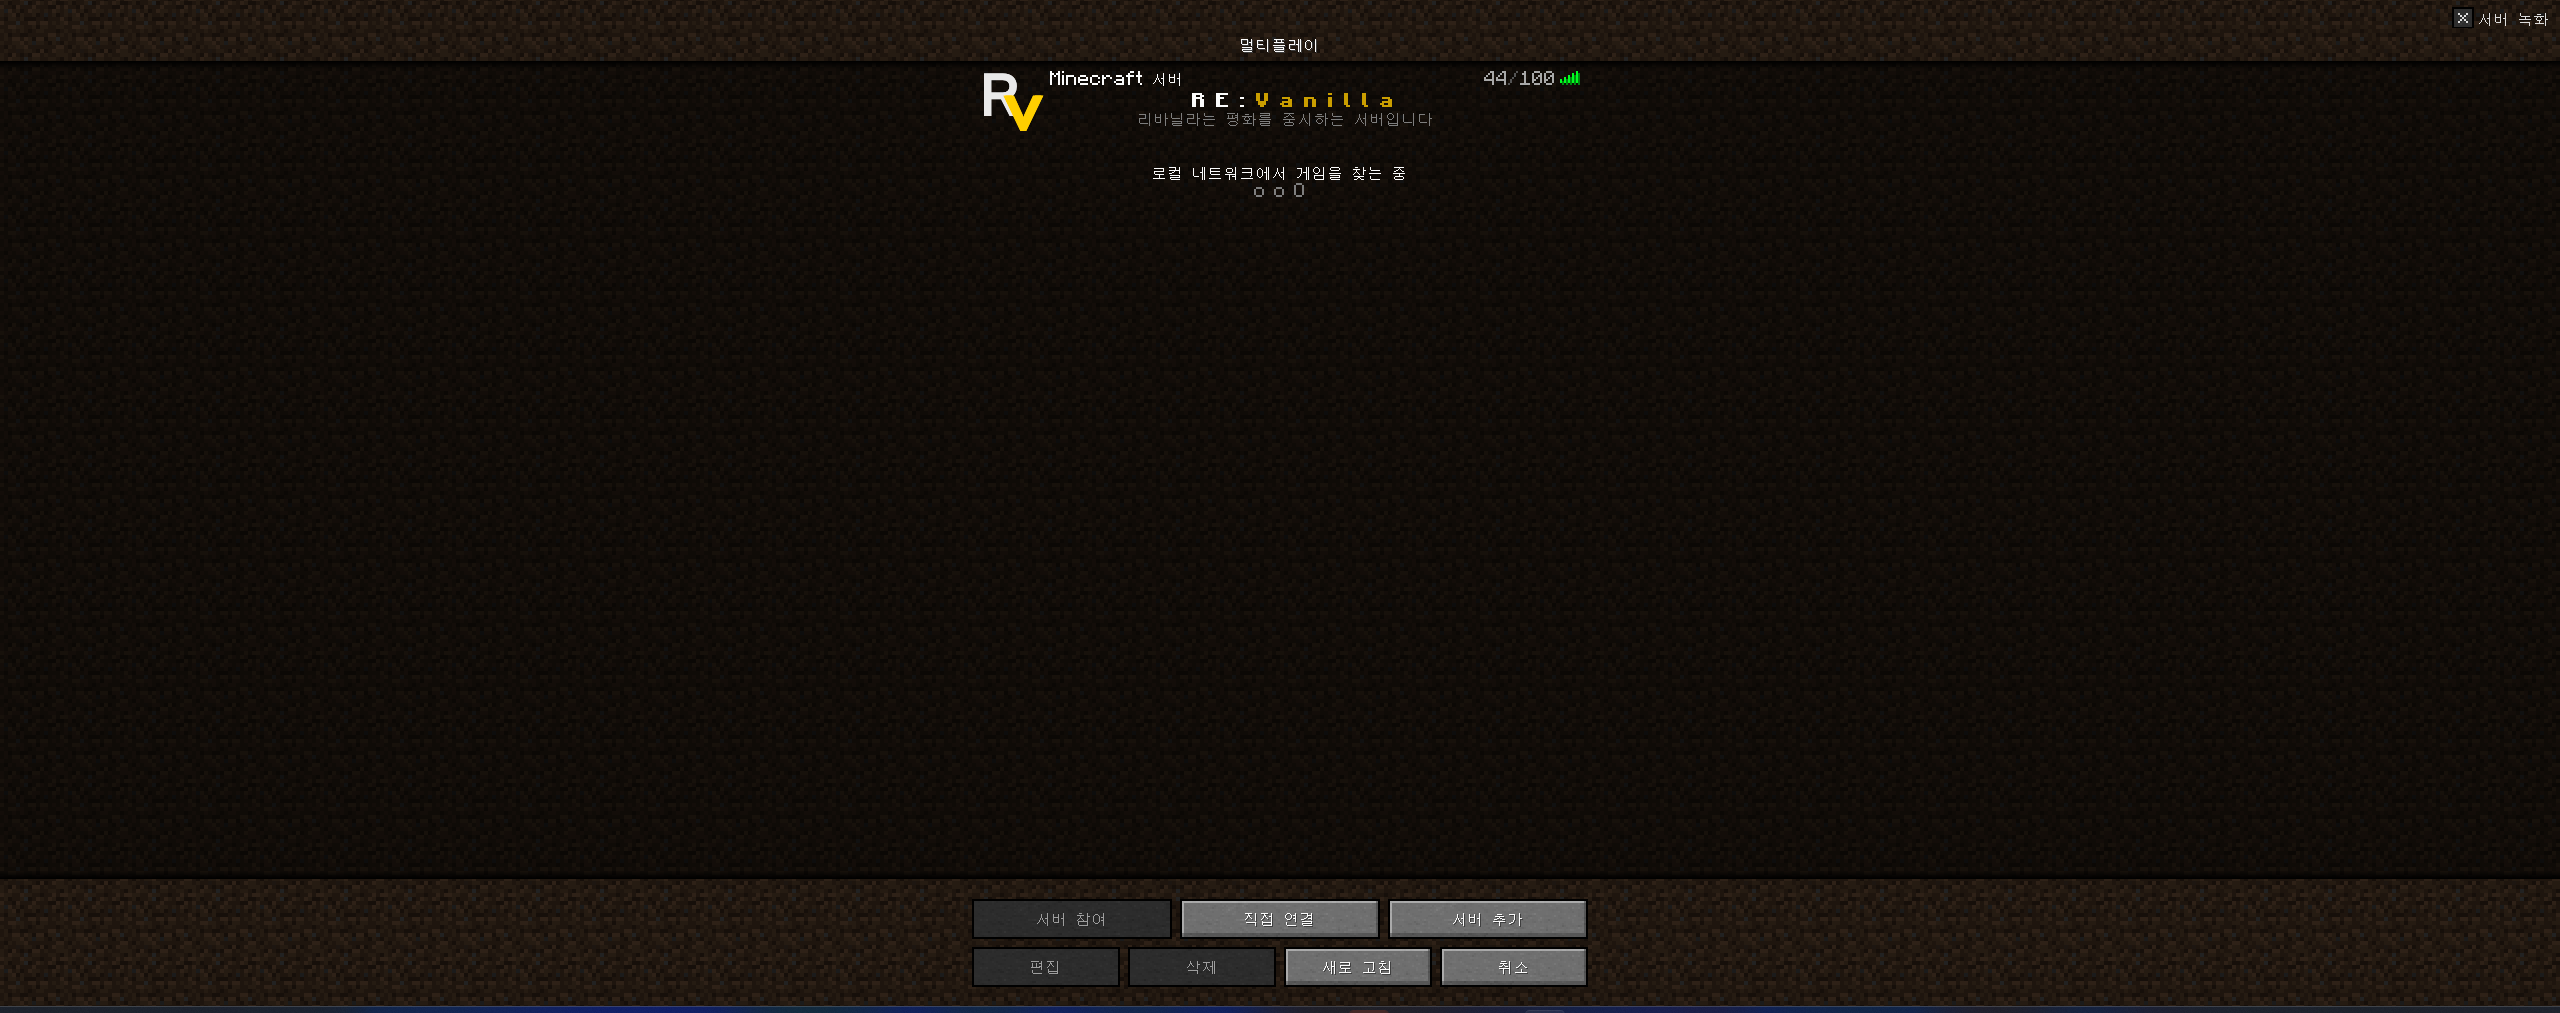 서버 녹화
멀티플레이
RV
Minecraft 서버 44/100
RE:Vanilla
리바닐라는 평화를 중시하는 서버입니다
로컬 네트워크에서 게임을 찾는 중
o o O
서버 참여 직접 연결 서버 추가
편집 삭제 새로 고침 취소